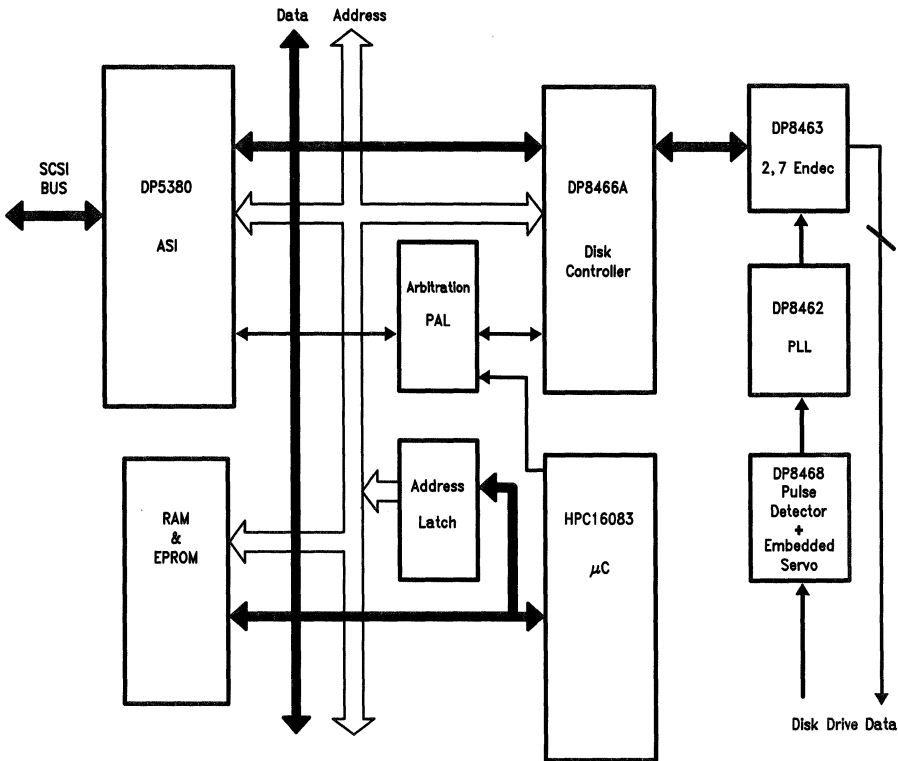 Data
Address
SCSI
BUS
DP5380
ASI
DP8466A
Disk
Controller
DP8463
2,7 Endec
Arbitration
PAL
DP8462
PLL
RAM
&
EPROM
Address
Latch
HPC16083
μC
DP8468
Pulse
Detector
+
Embedded
Servo
Disk Drive Data